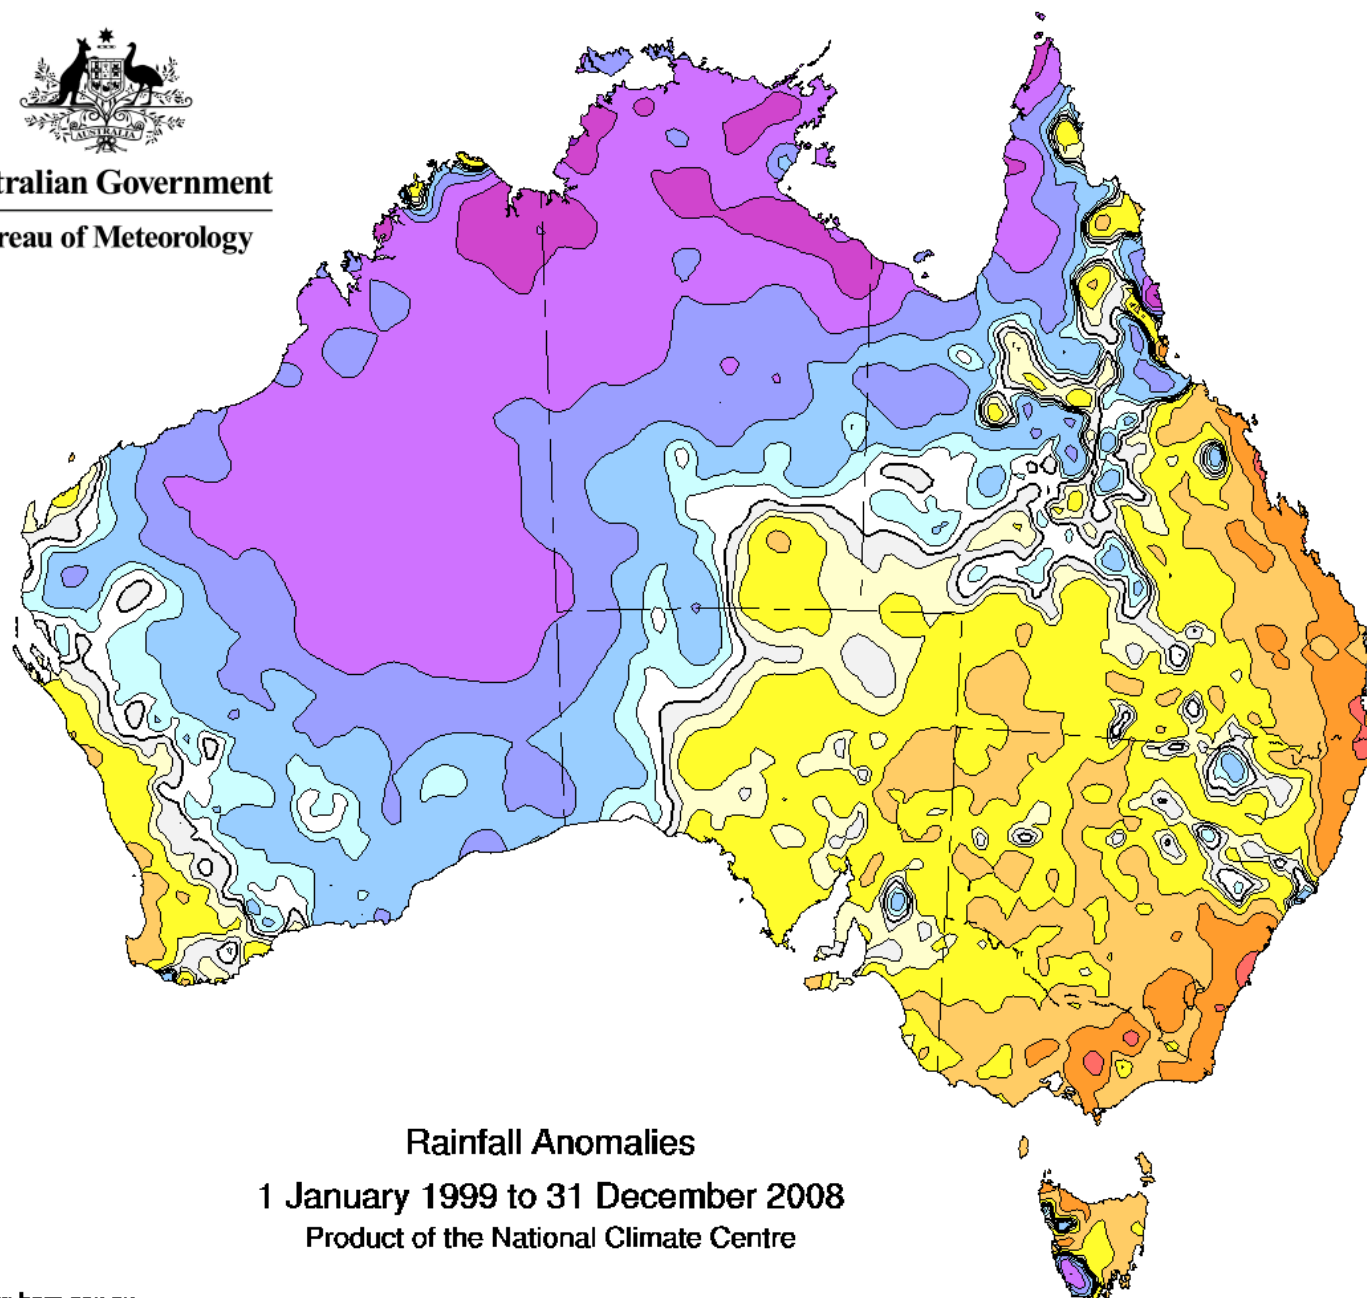 AUSTRALIA
tralian Government
reau of Meteorology
Rainfall Anomalies
1 January 1999 to 31 December 2008
Product of the National Climate Centre